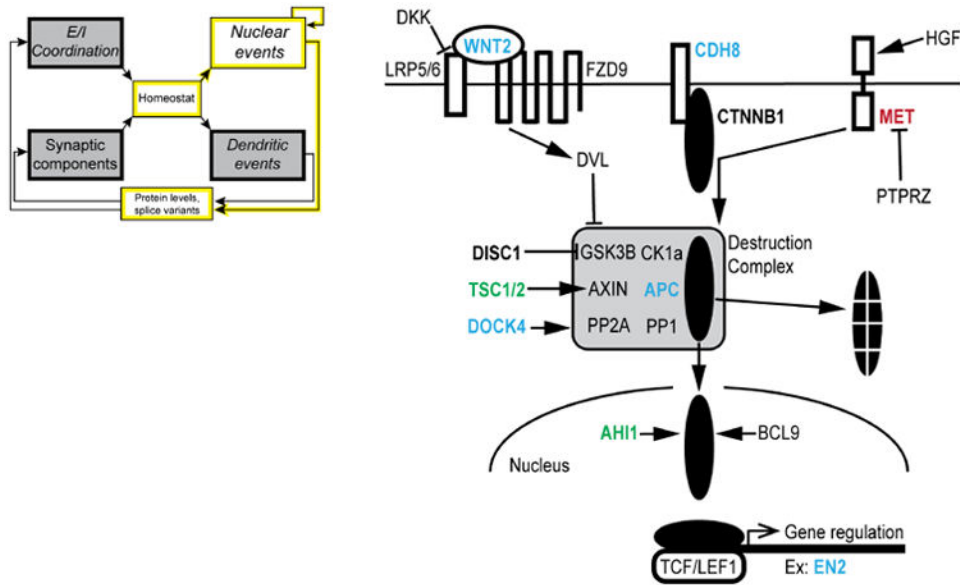 E/I
Coordination
Nuclear
events
Homeostat
Synaptic
components
Dendritic
events
Protein levels,
splice variants
DKK
WNT2
LRP5/6
FZD9
CDH8
HGF
CTNNB1
MET
DVL
PTPRZ
DISC1
GSK3B CK1a
Destruction
Complex
TSC1/2
AXIN
APC
DOCK4
PP2A
PP1
AHI1
BCL9
Nucleus
Gene regulation
TCF/LEF1
Ex: EN2